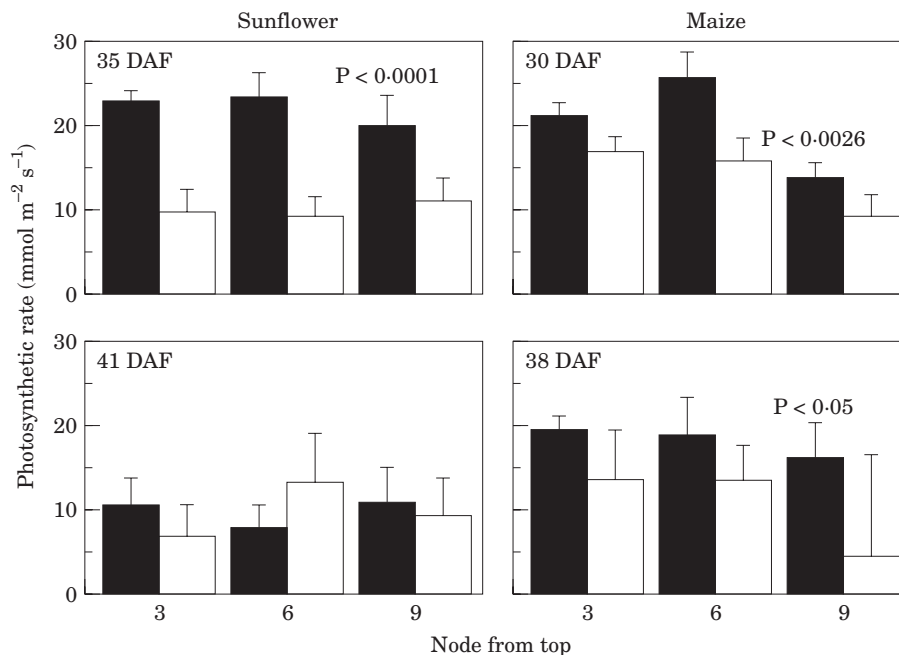 Sunflower
Maize
Photosynthetic rate (mmol m⁻² s⁻¹)
30
20
10
0
35 DAF
P < 0·0001
30 DAF
P < 0·0026
30
20
10
0
41 DAF
38 DAF
P < 0·05
3
6
9
3
6
9
Node from top